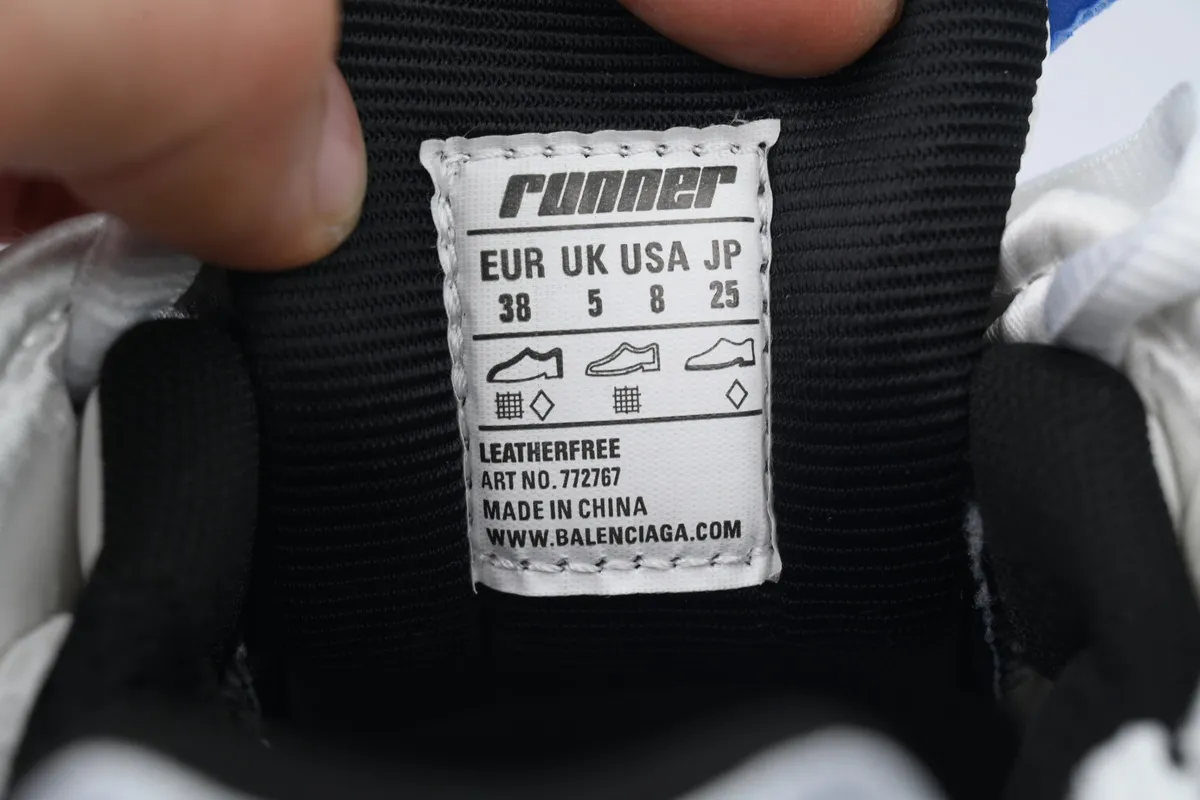 runner
EUR UK USA JP
38 5 8 25
LEATHERFREE
ART NO. 772767
MADE IN CHINA
WWW.BALENCIAGA.COM